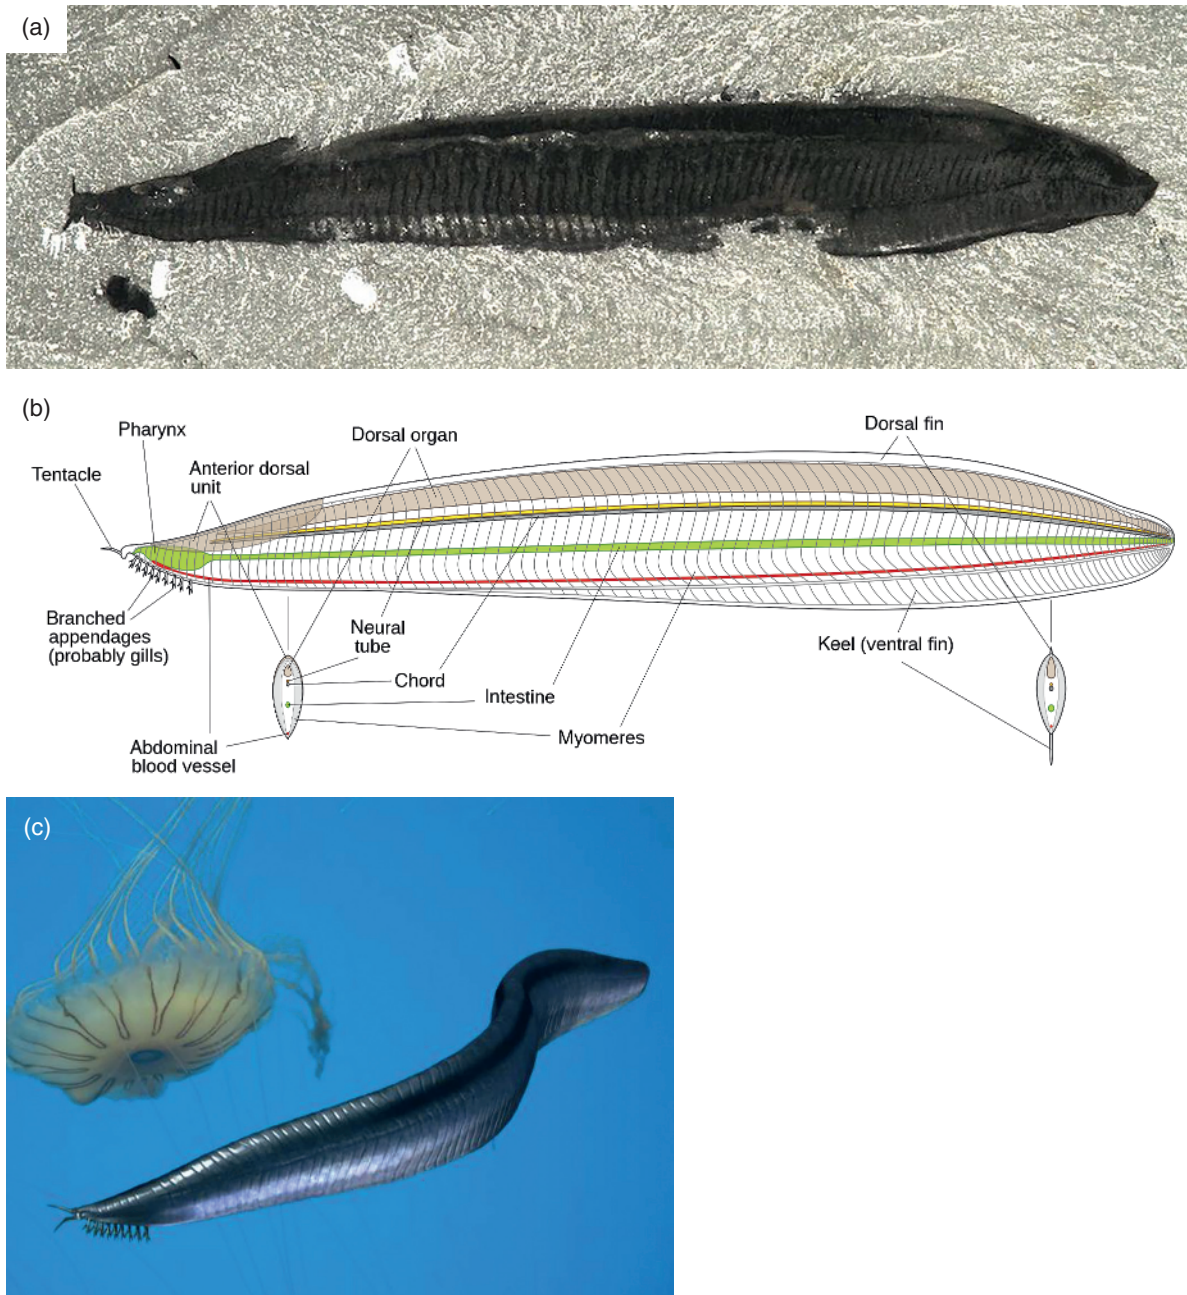 (a)
(b)
Pharynx
Dorsal organ
Dorsal fin
Tentacle
Anterior dorsal
unit
Branched
appendages
(probably gills)
Neural
tube
Keel (ventral fin)
Chord
Intestine
Myomeres
Abdominal
blood vessel
(c)